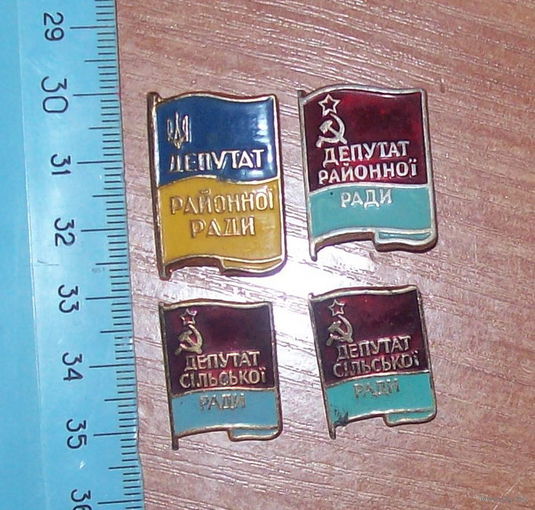 29
30
31
32
33
34
35
36
ДЕПУТАТ
РАЙОННОЇ
РАДИ
ДЕПУТАТ
РАЙОННОЇ
РАДИ
ДЕПУТАТ
СІЛЬСЬКОЇ
РАДИ
ДЕПУТАТ
СІЛЬСЬКОЇ
РАДИ